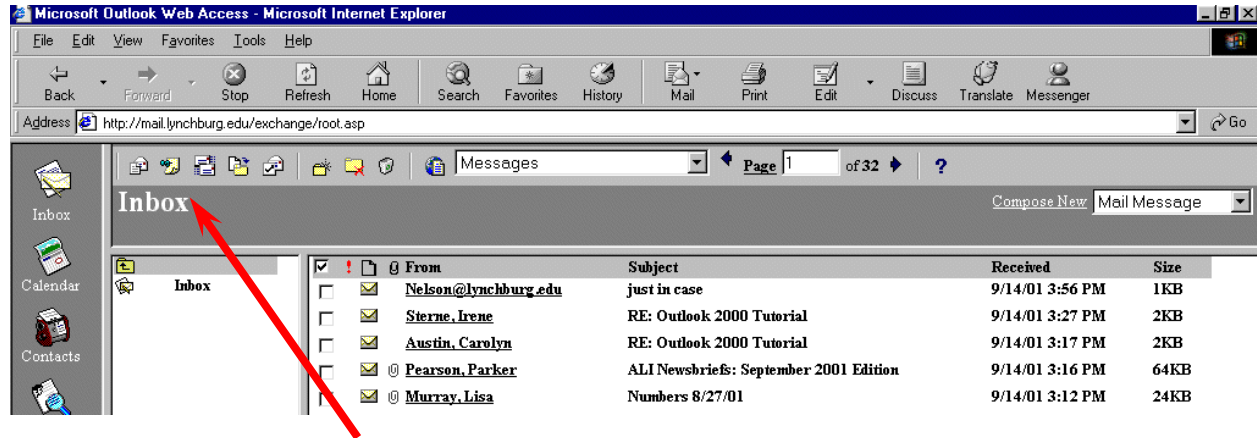 Microsoft Outlook Web Access - Microsoft Internet Explorer
File Edit View Favorites Tools Help
Back Forward Stop Refresh Home Search Favorites History Mail Print Edit Discuss Translate Messenger
Address http://mail.lynchburg.edu/exchange/root.asp Go
Messages Page 1 of 32 ?
Inbox Compose New Mail Message
Inbox
Calendar
Contacts
Inbox
! From Subject Received Size
Nelson@lynchburg.edu just in case 9/14/01 3:56 PM 1KB
Sterne, Irene RE: Outlook 2000 Tutorial 9/14/01 3:27 PM 2KB
Austin, Carolyn RE: Outlook 2000 Tutorial 9/14/01 3:17 PM 2KB
Pearson, Parker ALI Newsbriefs: September 2001 Edition 9/14/01 3:16 PM 64KB
Murray, Lisa Numbers 8/27/01 9/14/01 3:12 PM 24KB